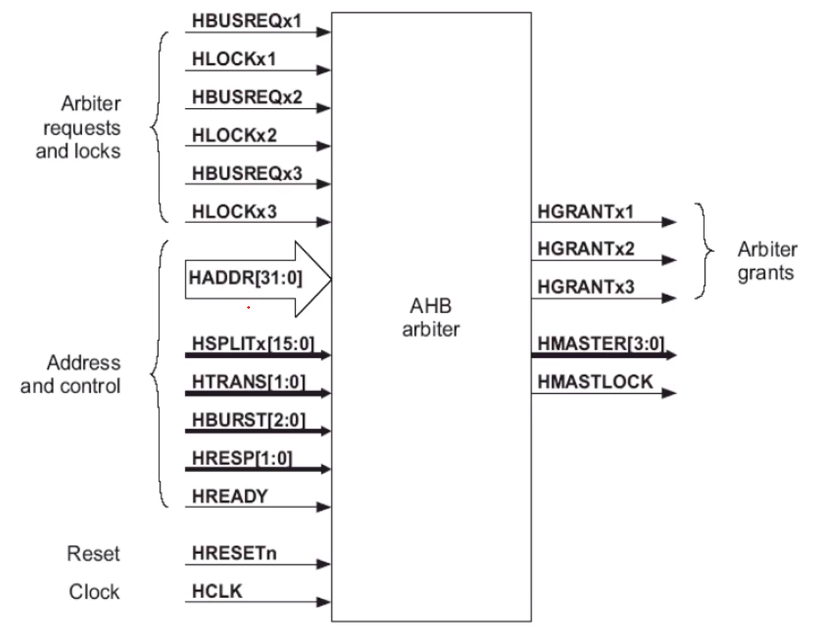 HBUSREQx1
HLOCKx1
HBUSREQx2
HLOCKx2
HBUSREQx3
HLOCKx3
Arbiter
requests
and locks
HADDR[31:0]
HSPLITx[15:0]
HTRANS[1:0]
HBURST[2:0]
HRESP[1:0]
HREADY
Address
and control
Reset
HRESETn
Clock
HCLK
AHB
arbiter
HGRANTx1
HGRANTx2
HGRANTx3
Arbiter
grants
HMASTER[3:0]
HMASTLOCK